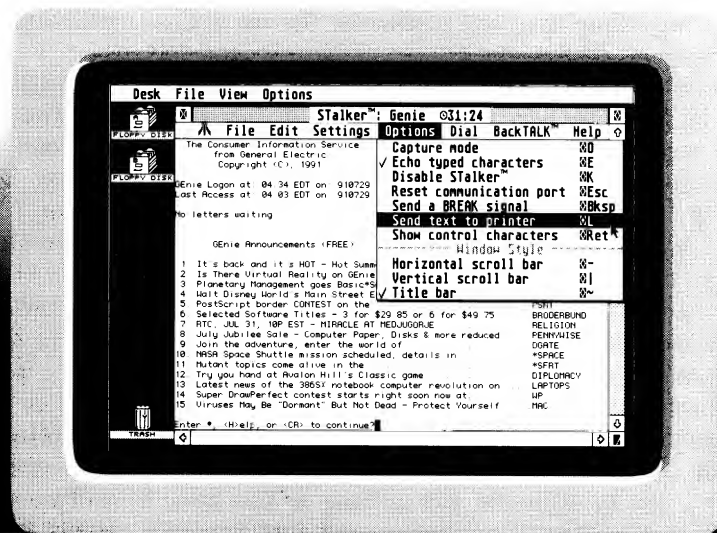 Desk File View Options
STalker™: Genie ⊙31:24
File Edit Settings Options Dial BackTALK™ Help
FLOPPY DISK
FLOPPY DISK
TRASH
The Consumer Information Service
from General Electric
Copyright (C), 1991
GEnie Logon at: 04:34 EDT on: 910729
Last Access at: 04:03 EDT on: 910729
No letters waiting
GEnie Announcements (FREE)
1 It's back and it's HOT - Hot Summ
2 Is There Virtual Reality on GEnie
3 Planetary Management goes Basic*S
4 Walt Disney World's Main Street E
5 PostScript border CONTEST on the
6 Selected Software Titles - 3 for $29.85 or 6 for $49.75 BRODERBUND
7 RTC, JUL 31, 10P EST - MIRACLE AT MEDJUGORJE RELIGION
8 July Jubilee Sale - Computer Paper, Disks & more reduced PENNYWISE
9 Join the adventure, enter the world of DGATE
10 NASA Space Shuttle mission scheduled, details in *SPACE
11 Mutant topics come alive in the *SFRT
12 Try you hand at Avalon Hill's Classic game DIPLOMACY
13 Latest news of the 386SX notebook computer revolution on LAPTOPS
14 Super DrawPerfect contest starts right soon now at WP
15 Viruses May Be "Dormant" But Not Dead - Protect Yourself MAC
Enter #, <H>elp, or <CR> to continue?
Capture mode ⌘O
✓ Echo typed characters ⌘E
Disable STalker™ ⌘K
Reset communication port ⌘Esc
Send a BREAK signal ⌘Bksp
Send text to printer ⌘L
Show control characters ⌘Ret
Window Style
Horizontal scroll bar ⌘-
Vertical scroll bar ⌘|
✓ Title bar ⌘~